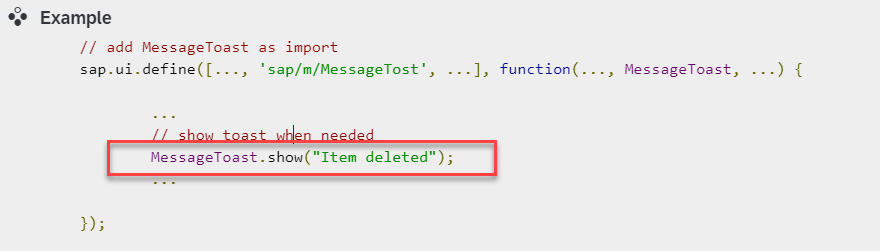 Example
// add MessageToast as import
sap.ui.define([..., 'sap/m/MessageTost', ...], function(..., MessageToast, ...) {
...
// show toast when needed
MessageToast.show("Item deleted");
...
});